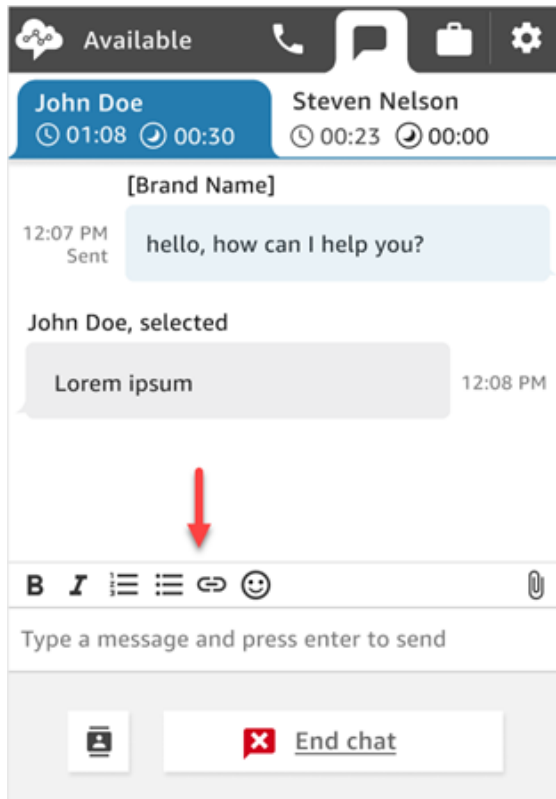 Available
John Doe
01:08 00:30
Steven Nelson
00:23 00:00
[Brand Name]
12:07 PM
Sent
hello, how can I help you?
John Doe, selected
Lorem ipsum
12:08 PM
B I
Type a message and press enter to send
End chat